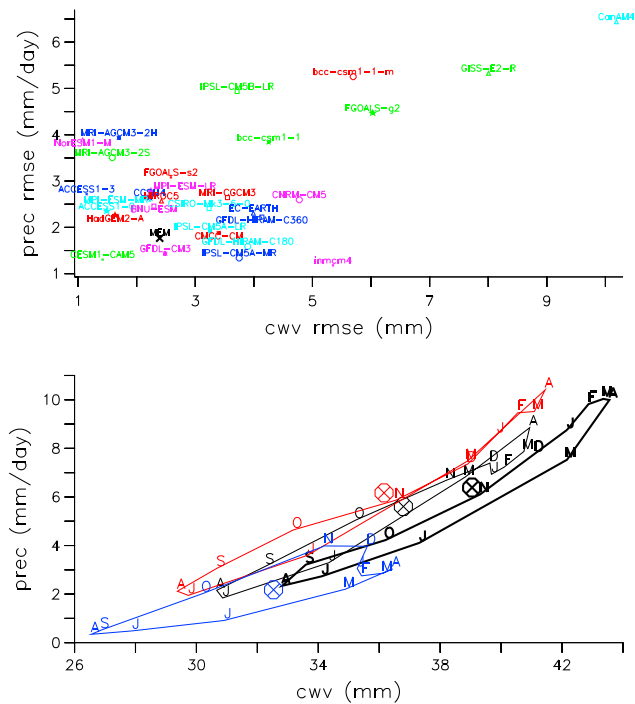 CanAM4
6
bcc-csm1-1-m
GISS-E2-R
IPSL-CM5B-LR
5
FGOALS-g2
MRI-AGCM3-2H
bcc-csm1-1
4
NorESM1-M
MRI-AGCM3-2S
FGOALS-s2
3
ACCESS1-3
MRI-CGCM3
CNRM-CM5
EC-EARTH
HadGEM2-A
GFDL-HIRAM-C360
2
IPSL-CM5A-LR
MEM
CMCC-CM
GFDL-HIRAM-C180
CESM1-CAM5
GFDL-CM3
IPSL-CM5A-MR
inmcm4
1
prec rmse (mm/day)
1 3 5 7 9
cwv rmse (mm)
10
8
6
4
2
0
prec (mm/day)
A F M A
F M A
J
J A
M D M
M N M D J F M
N N
O D
S O N D J
S S J J
A J O A J A J F M A
J M
A S J J
26 30 34 38 42
cwv (mm)